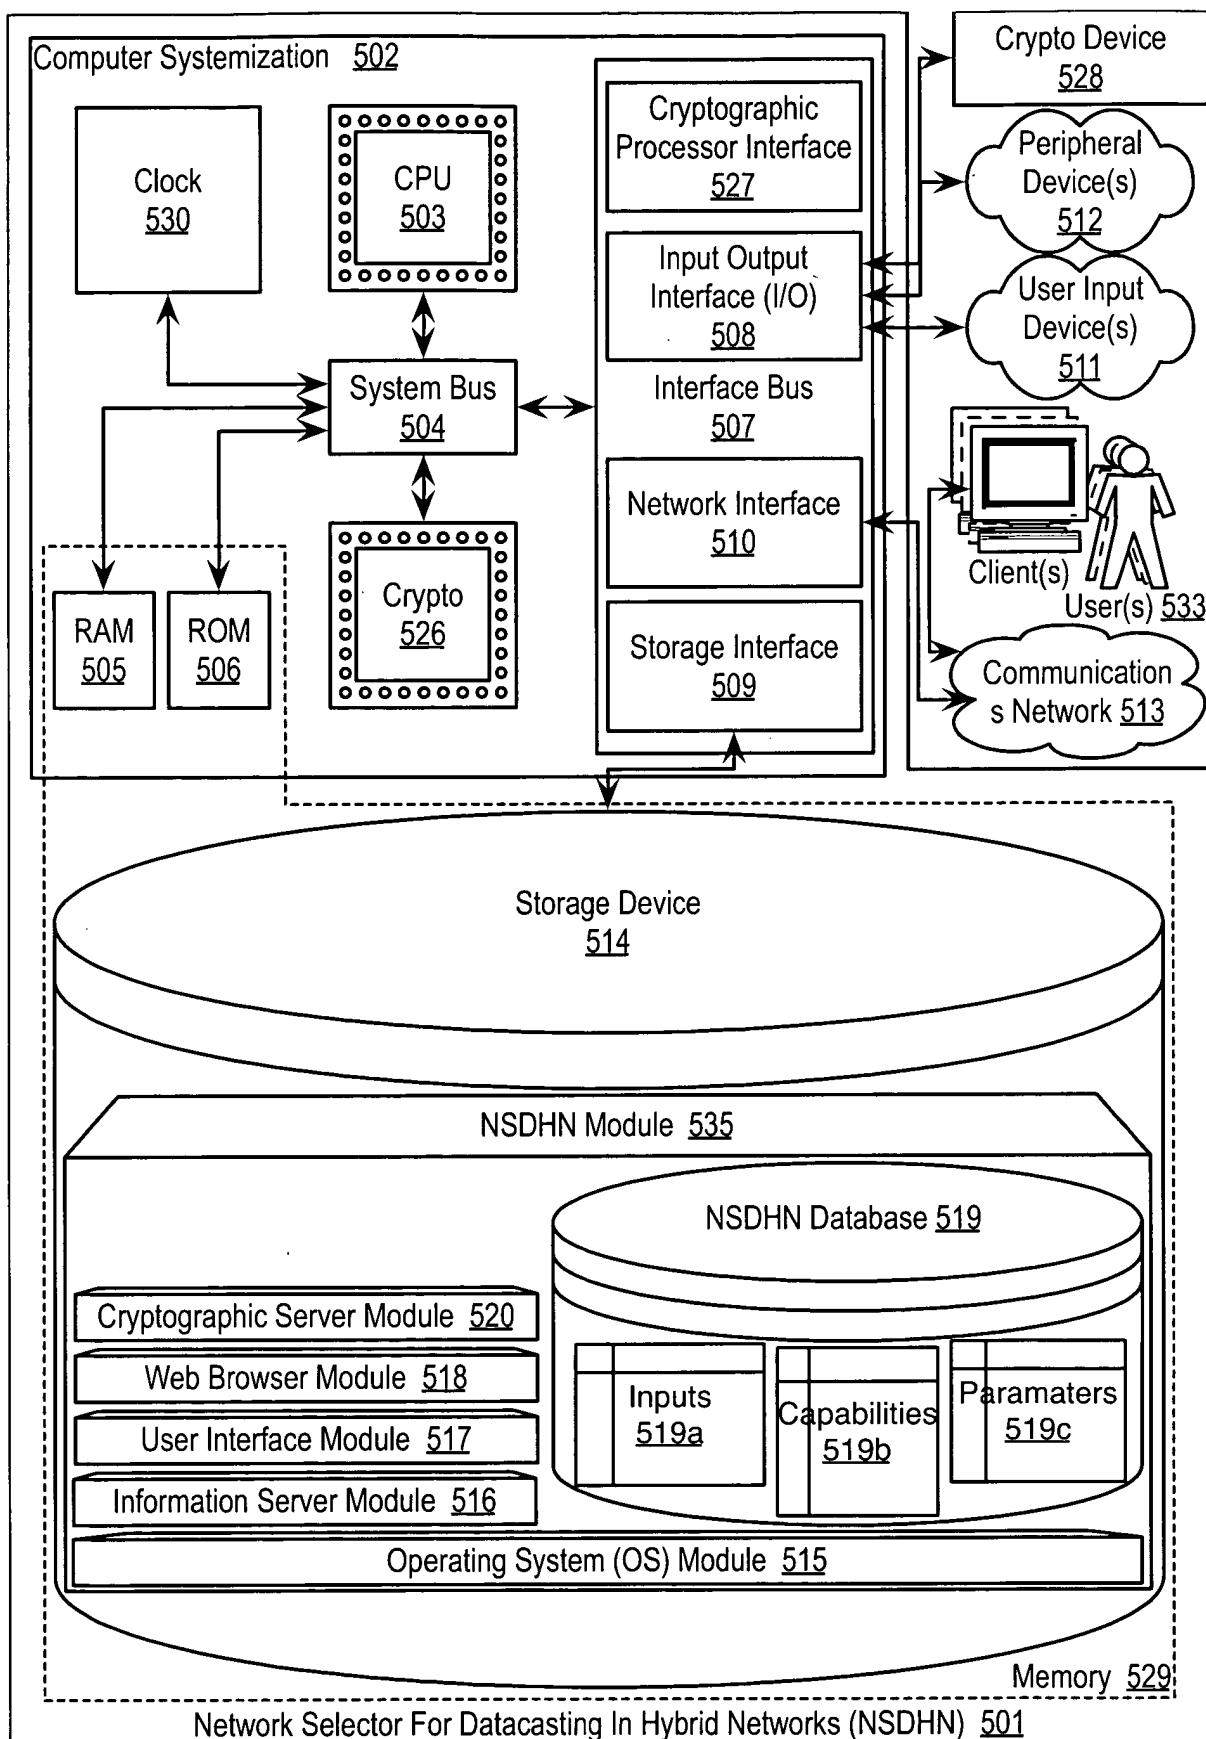 Computer Systemization 502
Clock
530
CPU
503
System Bus
504
Crypto
526
RAM
505
ROM
506
Cryptographic
Processor Interface
527
Input Output
Interface (I/O)
508
Interface Bus
507
Network Interface
510
Storage Interface
509
Crypto Device
528
Peripheral
Device(s)
512
User Input
Device(s)
511
Client(s)
User(s) 533
Communication
s Network 513
Storage Device
514
NSDHN Module 535
NSDHN Database 519
Inputs
519a
Capabilities
519b
Paramaters
519c
Cryptographic Server Module 520
Web Browser Module 518
User Interface Module 517
Information Server Module 516
Operating System (OS) Module 515
Memory 529
Network Selector For Datacasting In Hybrid Networks (NSDHN) 501